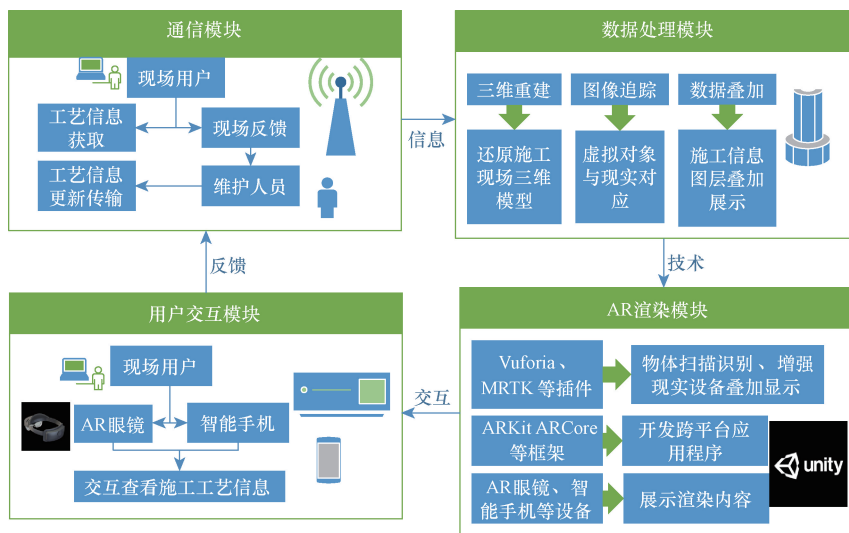 通信模块
现场用户
工艺信息
获取
现场反馈
工艺信息
更新传输
维护人员
信息
数据处理模块
三维重建
图像追踪
数据叠加
还原施工
现场三维
模型
虚拟对象
与现实对
应
施工信息
图层叠加
展示
技术
AR渲染模块
Vuforia、
MRTK 等插件
物体扫描识别、增强
现实设备叠加显示
ARKit ARCore
等框架
开发跨平台应
用程序
AR眼镜、智
能手机等设备
展示渲染内容
unity
交互
用户交互模块
现场用户
AR眼镜
智能手机
交互查看施工工艺信息
反馈